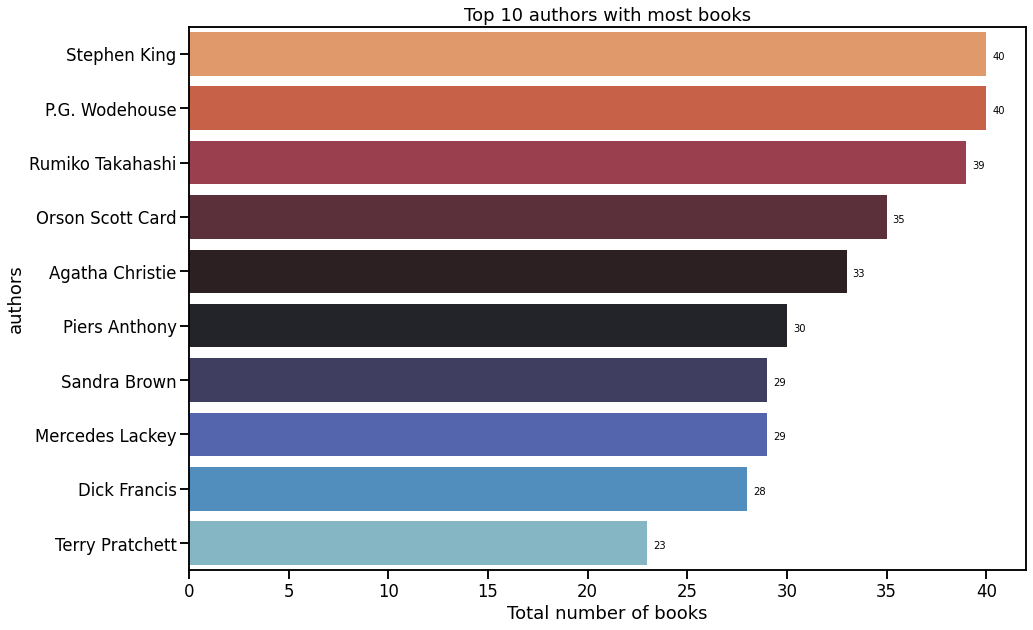 Top 10 authors with most books
authors
Stephen King 40
P.G. Wodehouse 40
Rumiko Takahashi 39
Orson Scott Card 35
Agatha Christie 33
Piers Anthony 30
Sandra Brown 29
Mercedes Lackey 29
Dick Francis 28
Terry Pratchett 23
0 5 10 15 20 25 30 35 40
Total number of books